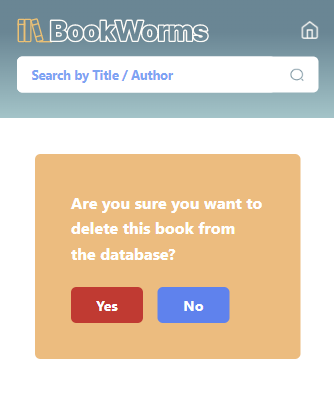 BookWorms
Search by Title / Author
Are you sure you want to
delete this book from
the database?
Yes No